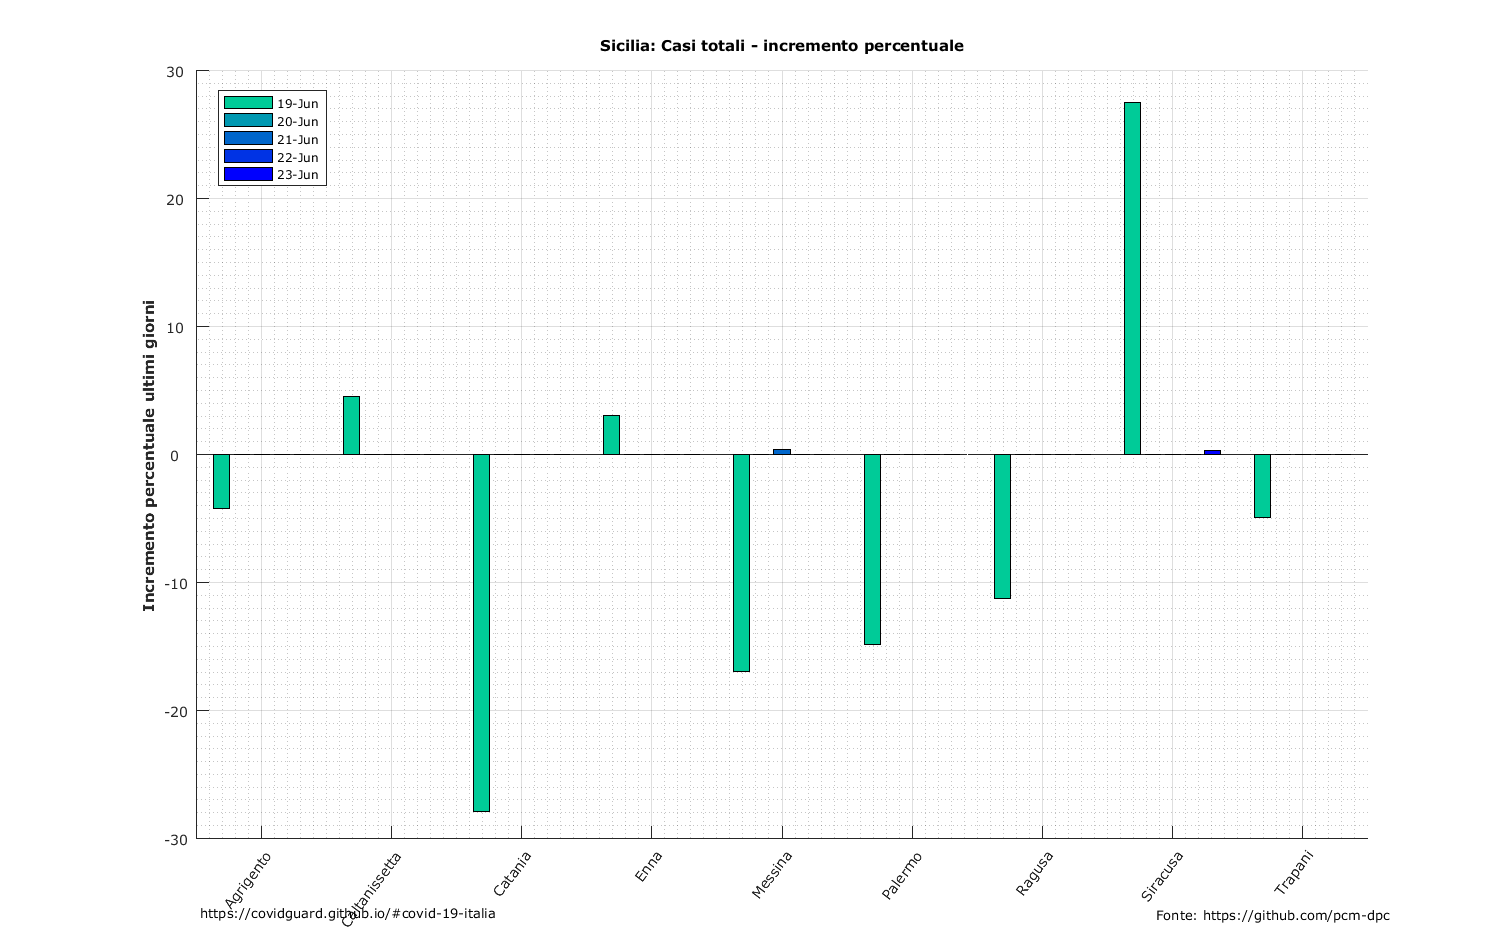 Sicilia: Casi totali - incremento percentuale
30
20
10
0
-10
-20
-30
Incremento percentuale ultimi giorni
19-Jun
20-Jun
21-Jun
22-Jun
23-Jun
Agrigento
Caltanissetta
Catania
Enna
Messina
Palermo
Ragusa
Siracusa
Trapani
https://covidguard.github.io/#covid-19-italia
Fonte: https://github.com/pcm-dpc